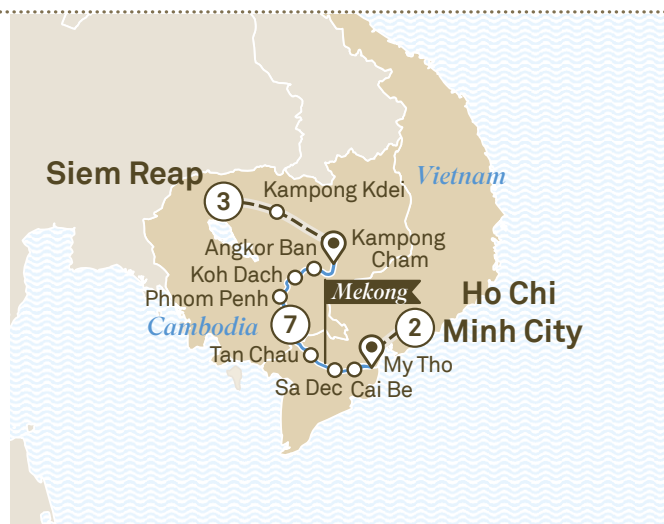 Siem Reap
3
Kampong Kdei
Vietnam
Angkor Ban
Kampong
Cham
Koh Dach
Phnom Penh
Mekong
Ho Chi
Minh City
Cambodia
7
2
Tan Chau
My Tho
Sa Dec
Cai Be